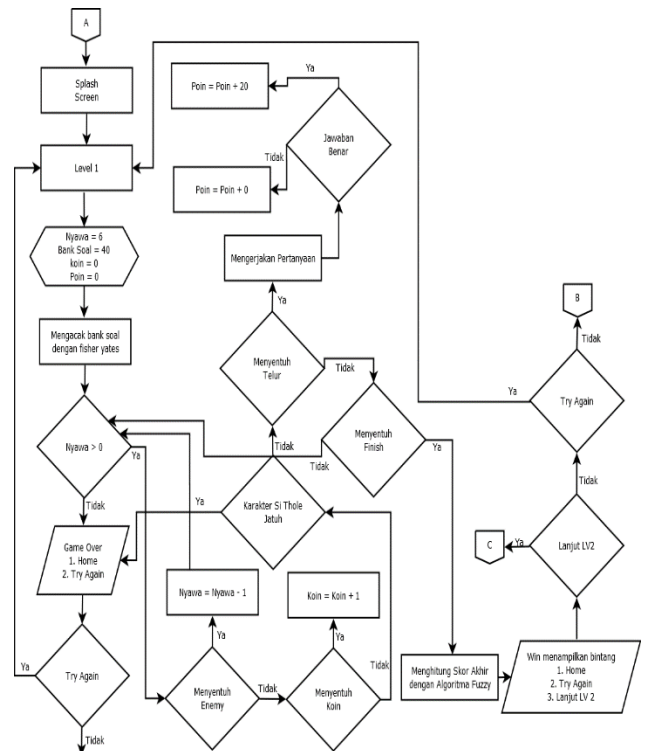 A
Splash
Screen
Level 1
Nyawa = 6
Bank Soal = 40
koin = 0
Poin = 0
Mengacak bank soal
dengan fisher yates
Nyawa > 0
Ya
Tidak
Game Over
1. Home
2. Try Again
Try Again
Ya
Tidak
Poin = Poin + 20
Ya
Jawaban
Benar
Tidak
Poin = Poin + 0
Mengerjakan Pertanyaan
Ya
Menyentuh
Telur
Tidak
Tidak
Menyentuh
Finish
Tidak
Ya
Karakter Si Thole
Jatuh
Ya
Nyawa = Nyawa - 1
Ya
Menyentuh
Enemy
Tidak
Koin = Koin + 1
Ya
Menyentuh
Koin
Tidak
Menghitung Skor Akhir
dengan Algoritma Fuzzy
Win menampilkan bintang
1. Home
2. Try Again
3. Lanjut LV 2
Lanjut LV2
Ya
C
Tidak
Try Again
Ya
Tidak
B